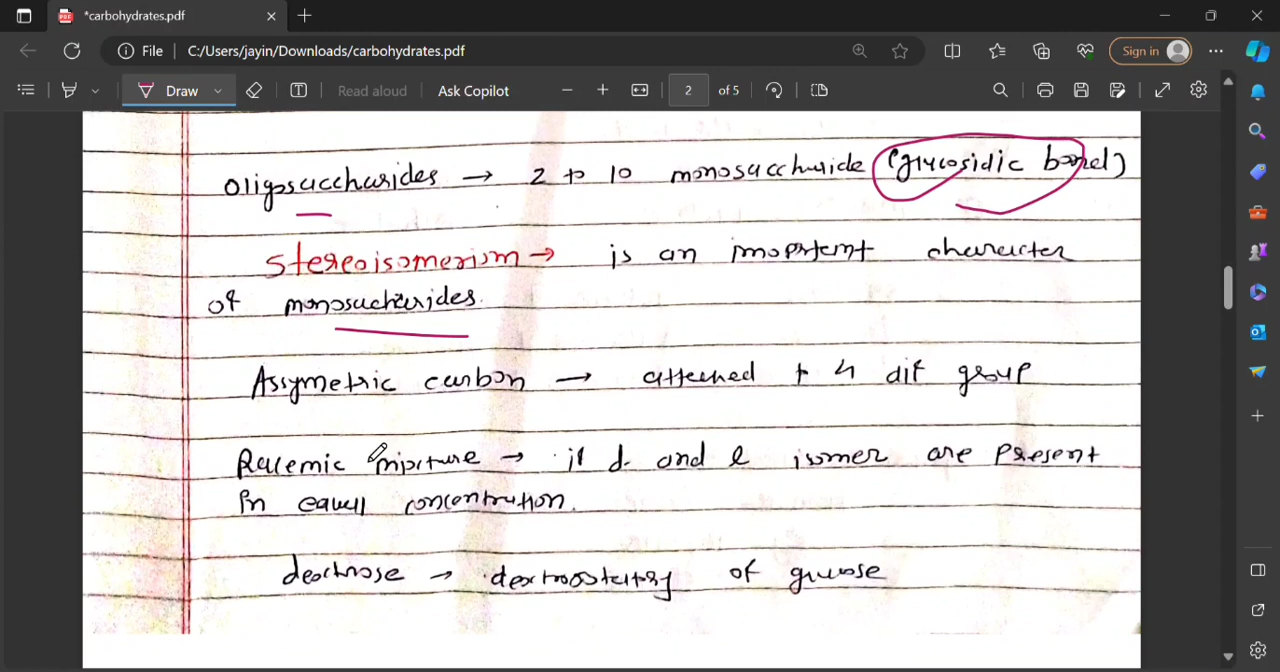 *carbohydrates.pdf
File
C:/Users/jayin/Downloads/carbohydrates.pdf
Sign in
Draw
Read aloud
Ask Copilot
2 of 5
oligosaccharides → 2 to 10 monosaccharide (glycosidic bond)
Stereoisomerism → is an important character
of monosaccharides.
Assymetric carbon → attached to 4 dif group
Racemic mixture → if d- and l isomer are present
in equal concentration.
dextrose → of glucose